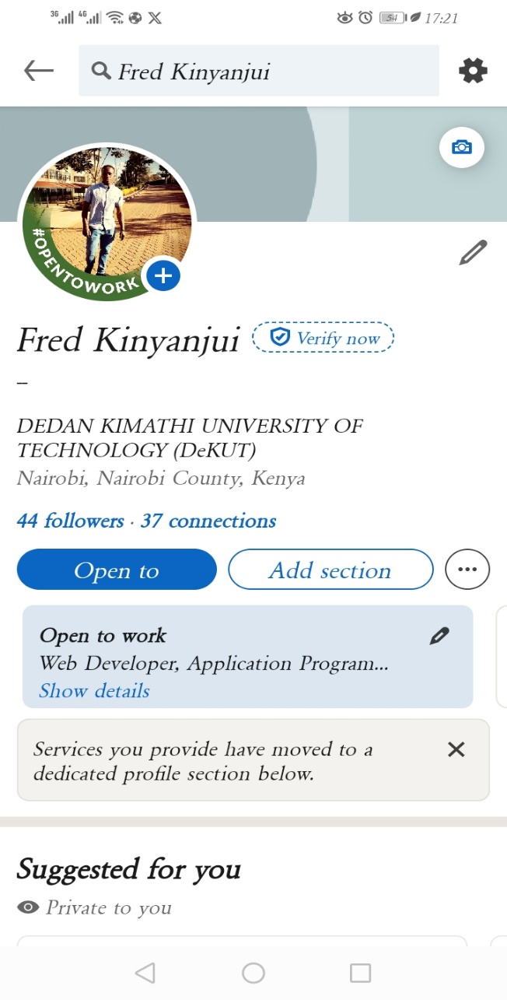 3G 4G 54 17:21
Fred Kinyanjui
#OPENTOWORK
Fred Kinyanjui Verify now
--
DEDAN KIMATHI UNIVERSITY OF
TECHNOLOGY (DeKUT)
Nairobi, Nairobi County, Kenya
44 followers · 37 connections
Open to Add section
Open to work
Web Developer, Application Program...
Show details
Services you provide have moved to a
dedicated profile section below.
Suggested for you
Private to you